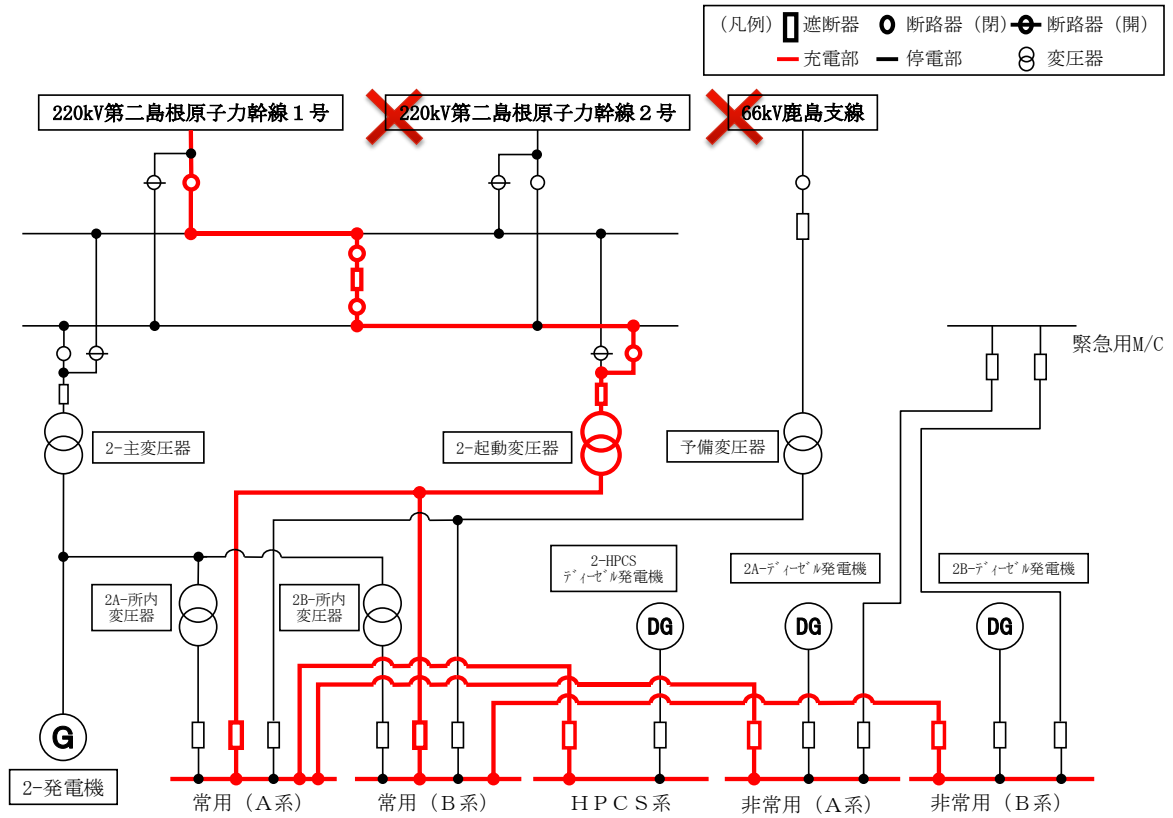 （凡例） 遮断器 断路器（閉） 断路器（開）
充電部 停電部 変圧器
220kV第二島根原子力幹線１号
220kV第二島根原子力幹線２号
66kV鹿島支線
緊急用M/C
2-主変圧器
2-起動変圧器
予備変圧器
2-HPCS
ディーゼル発電機
2A-ディーゼル発電機
2B-ディーゼル発電機
2A-所内
変圧器
2B-所内
変圧器
DG
DG
DG
G
2-発電機
常用（Ａ系）
常用（Ｂ系）
ＨＰＣＳ系
非常用（Ａ系）
非常用（Ｂ系）